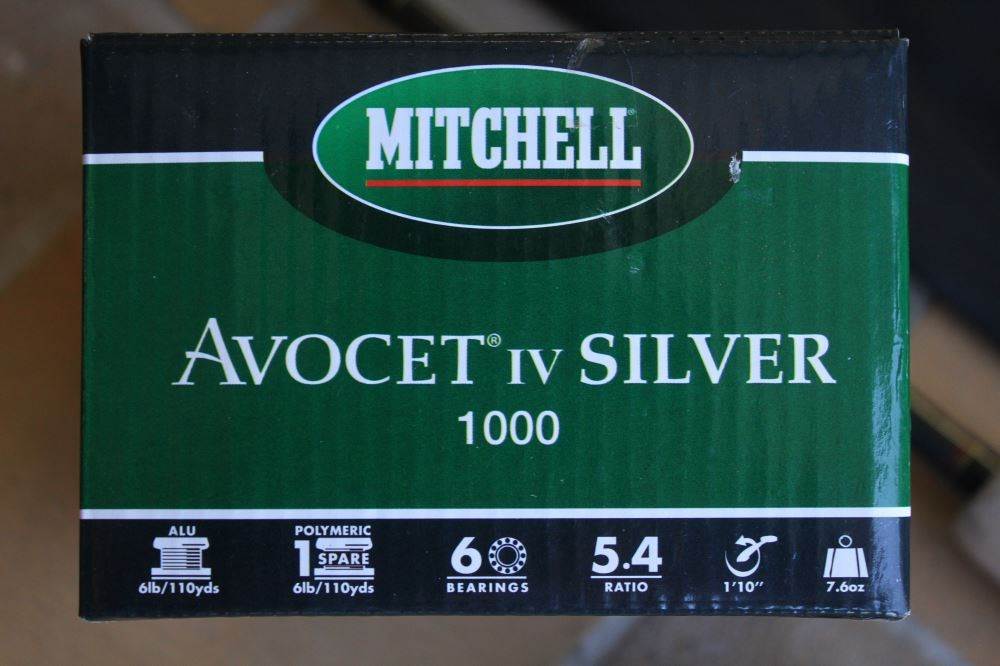 MITCHELL
AVOCET® IV SILVER
1000
ALU
6lb/110yds
POLYMERIC
1 SPARE
6lb/110yds
6
BEARINGS
5.4
RATIO
1'10"
7.6oz